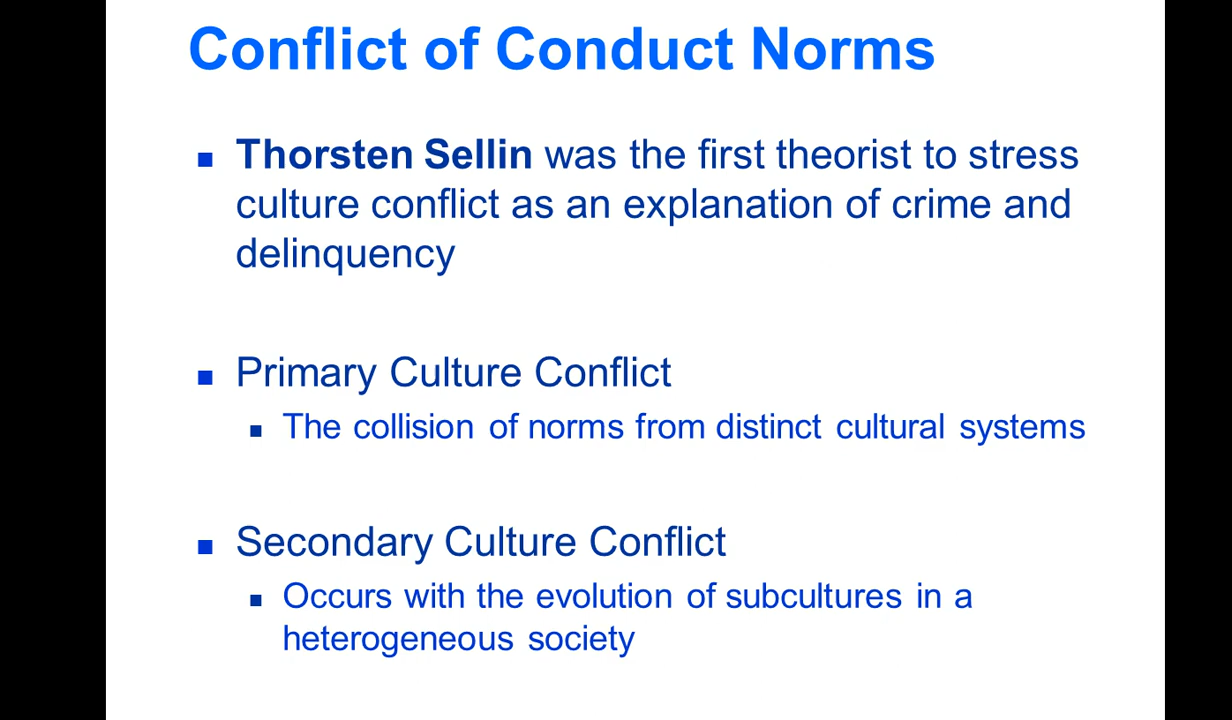 Conflict of Conduct Norms
Thorsten Sellin was the first theorist to stress
culture conflict as an explanation of crime and
delinquency
Primary Culture Conflict
The collision of norms from distinct cultural systems
Secondary Culture Conflict
Occurs with the evolution of subcultures in a
heterogeneous society